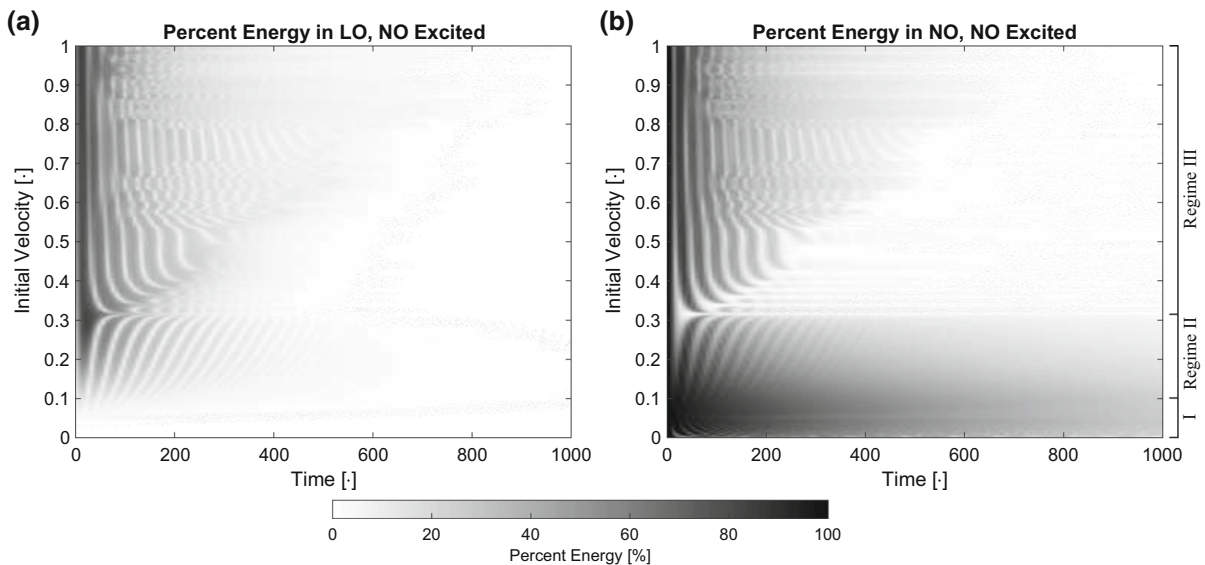 (a)
Percent Energy in LO, NO Excited
1
0.9
0.8
0.7
0.6
0.5
0.4
0.3
0.2
0.1
0
Initial Velocity [·]
0 200 400 600 800 1000
Time [·]
(b)
Percent Energy in NO, NO Excited
1
0.9
0.8
0.7
0.6
0.5
0.4
0.3
0.2
0.1
0
Initial Velocity [·]
0 200 400 600 800 1000
Time [·]
Regime III
Regime II
I
0 20 40 60 80 100
Percent Energy [%]